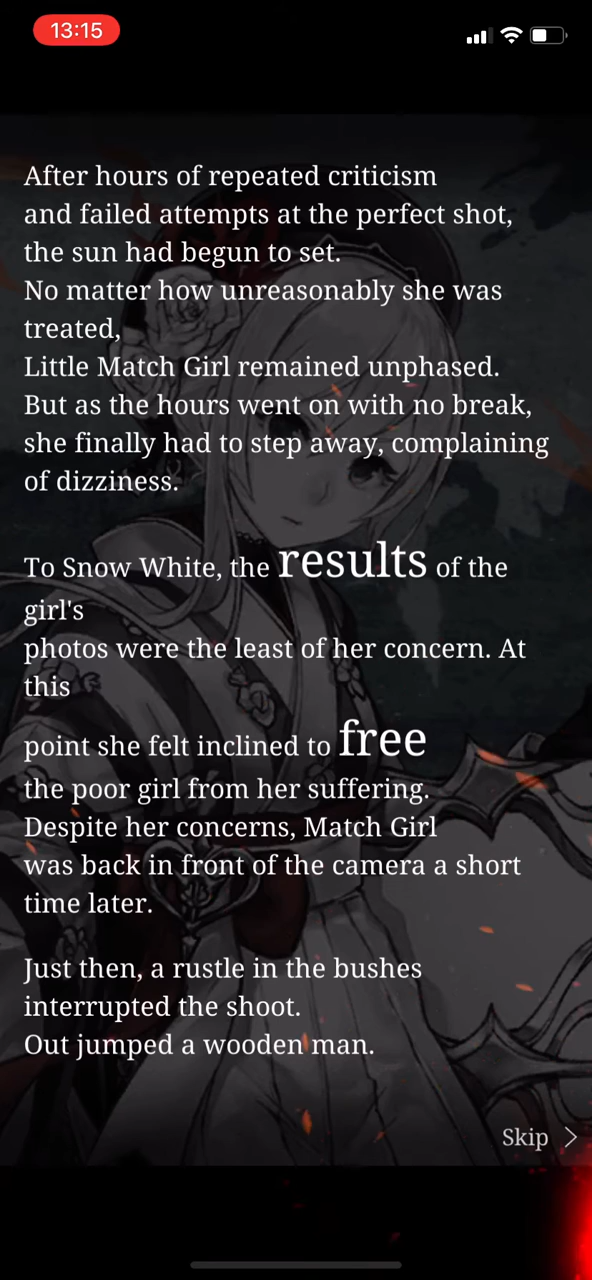 13:15
After hours of repeated criticism
and failed attempts at the perfect shot,
the sun had begun to set.
No matter how unreasonably she was
treated,
Little Match Girl remained unphased.
But as the hours went on with no break,
she finally had to step away, complaining
of dizziness.
To Snow White, the results of the
girl's
photos were the least of her concern. At
this
point she felt inclined to free
the poor girl from her suffering.
Despite her concerns, Match Girl
was back in front of the camera a short
time later.
Just then, a rustle in the bushes
interrupted the shoot.
Out jumped a wooden man.
Skip